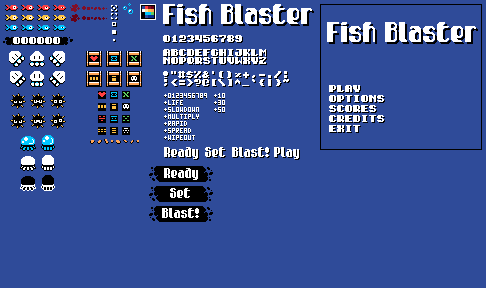 Fish Blaster
000000
0123456789
ABCDEFGHIJKLM
NOPQRSTUVWXYZ
+0123456789 +10
+LIFE +30
+SLOWDOWN +50
+MULTIPLY
+RAPID
+SPREAD
+WIPEOUT
Ready Set Blast! Play
Ready
Set
Blast!
Fish Blaster
PLAY
OPTIONS
SCORES
CREDITS
EXIT